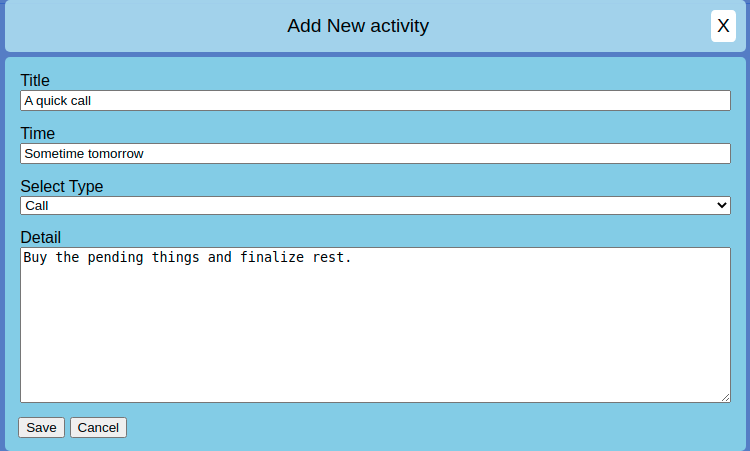 Add New activity
X
Title
A quick call
Time
Sometime tomorrow
Select Type
Call
Detail
Buy the pending things and finalize rest.
Save Cancel